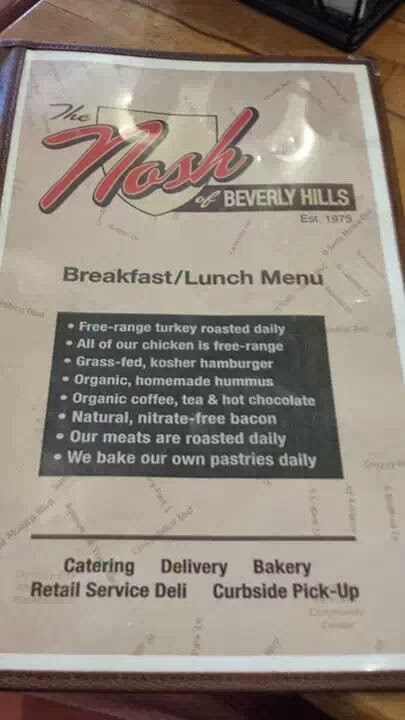 The
Nosh
of BEVERLY HILLS
Est. 1975
Breakfast/Lunch Menu
• Free-range turkey roasted daily
• All of our chicken is free-range
• Grass-fed, kosher hamburger
• Organic, homemade hummus
• Organic coffee, tea & hot chocolate
• Natural, nitrate-free bacon
• Our meats are roasted daily
• We bake our own pastries daily
Catering Delivery Bakery
Retail Service Deli Curbside Pick-Up